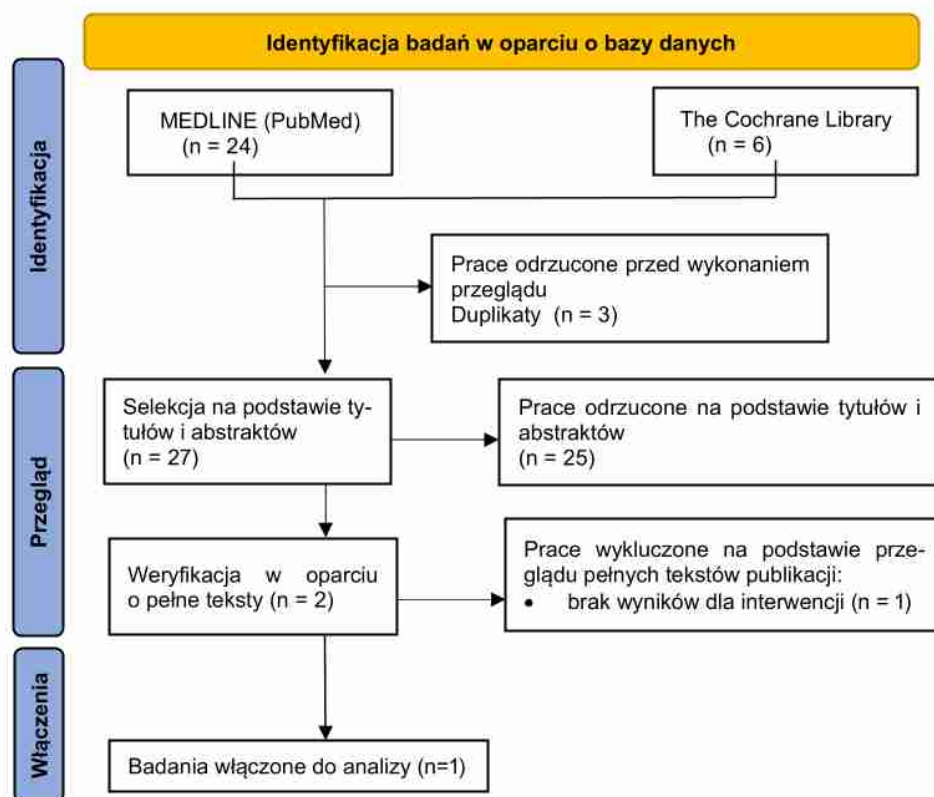 Identyfikacja badań w oparciu o bazy danych
Identyfikacja
MEDLINE (PubMed)
(n = 24)
The Cochrane Library
(n = 6)
Prace odrzucone przed wykonaniem
przeglądu
Duplikaty (n = 3)
Przegląd
Selekcja na podstawie ty-
tułów i abstraktów
(n = 27)
Prace odrzucone na podstawie tytułów i
abstraktów
(n = 25)
Weryfikacja w oparciu
o pełne teksty (n = 2)
Prace wykluczone na podstawie prze-
glądu pełnych tekstów publikacji:
• brak wyników dla interwencji (n = 1)
Włączenia
Badania włączone do analizy (n=1)